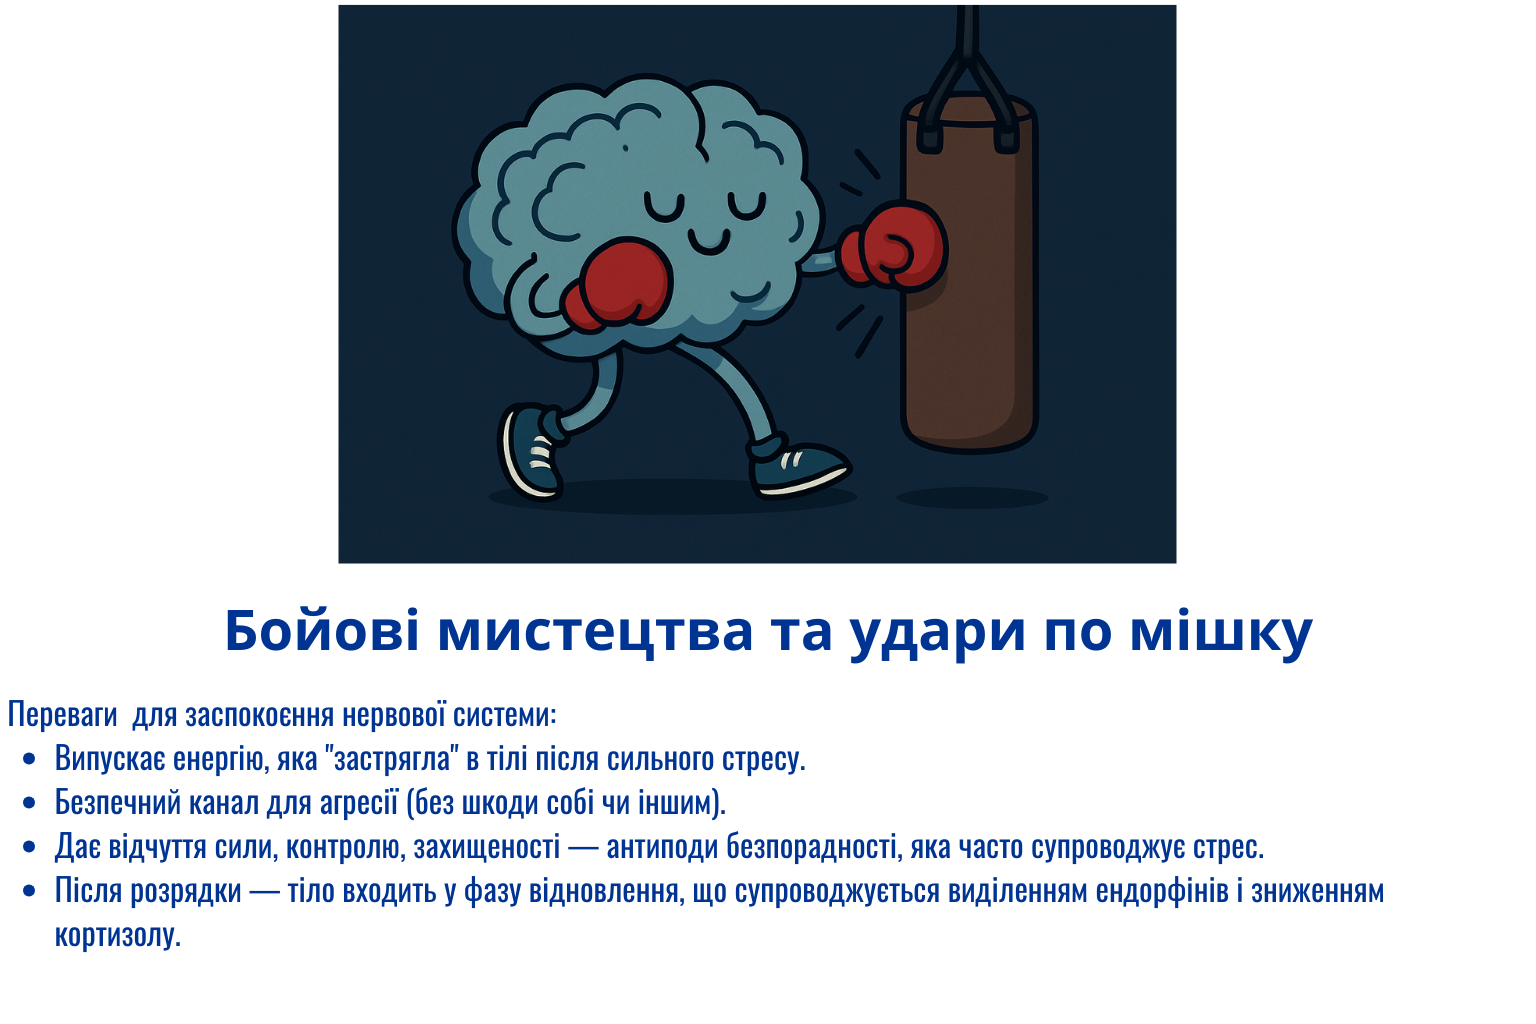 Бойові мистецтва та удари по мішку
Переваги  для заспокоєння нервової системи:
• Випускає енергію, яка "застрягла" в тілі після сильного стресу.
• Безпечний канал для агресії (без шкоди собі чи іншим).
• Дає відчуття сили, контролю, захищеності — антиподи безпорадності, яка часто супроводжує стрес.
• Після розрядки — тіло входить у фазу відновлення, що супроводжується виділенням ендорфінів і зниженням
кортизолу.